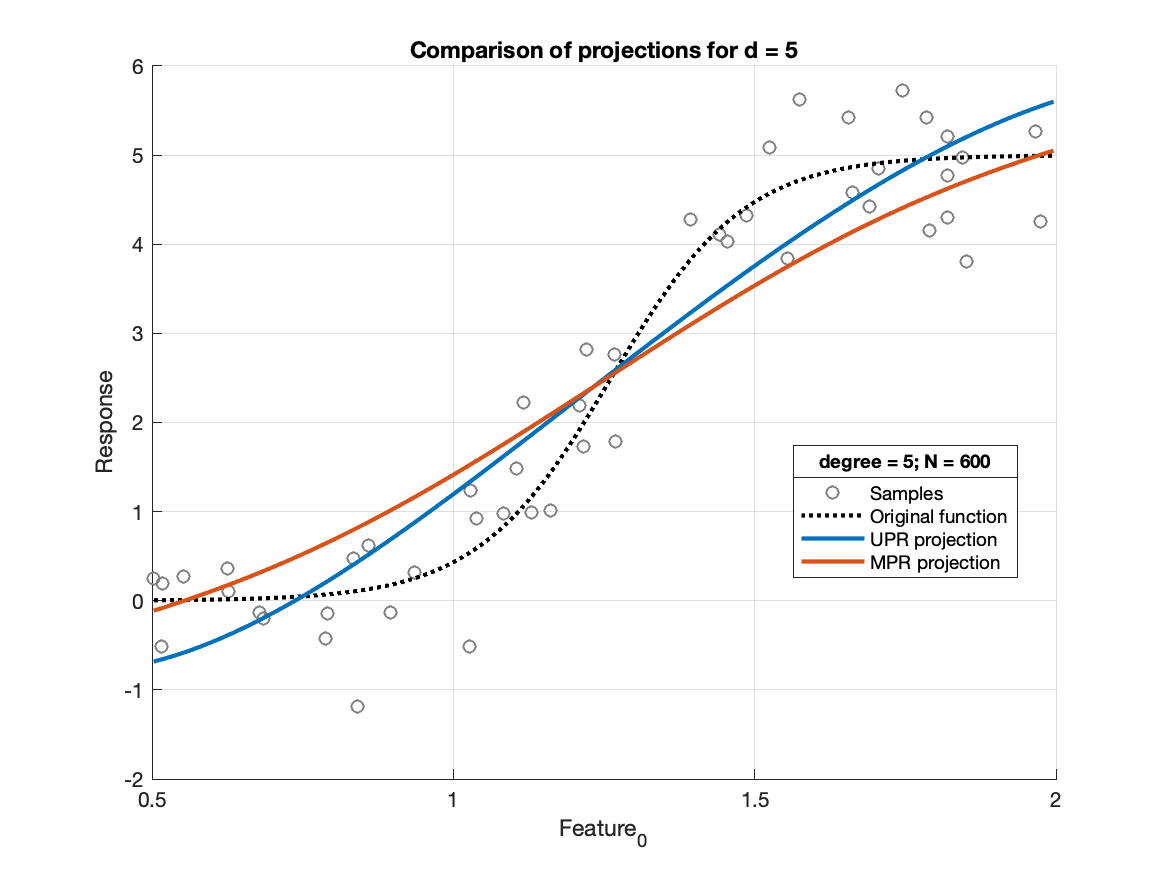 Comparison of projections for d = 5
6
5
4
3
2
1
0
-1
-2
Response
degree = 5; N = 600
Samples
Original function
UPR projection
MPR projection
0.5
1
1.5
2
Feature0